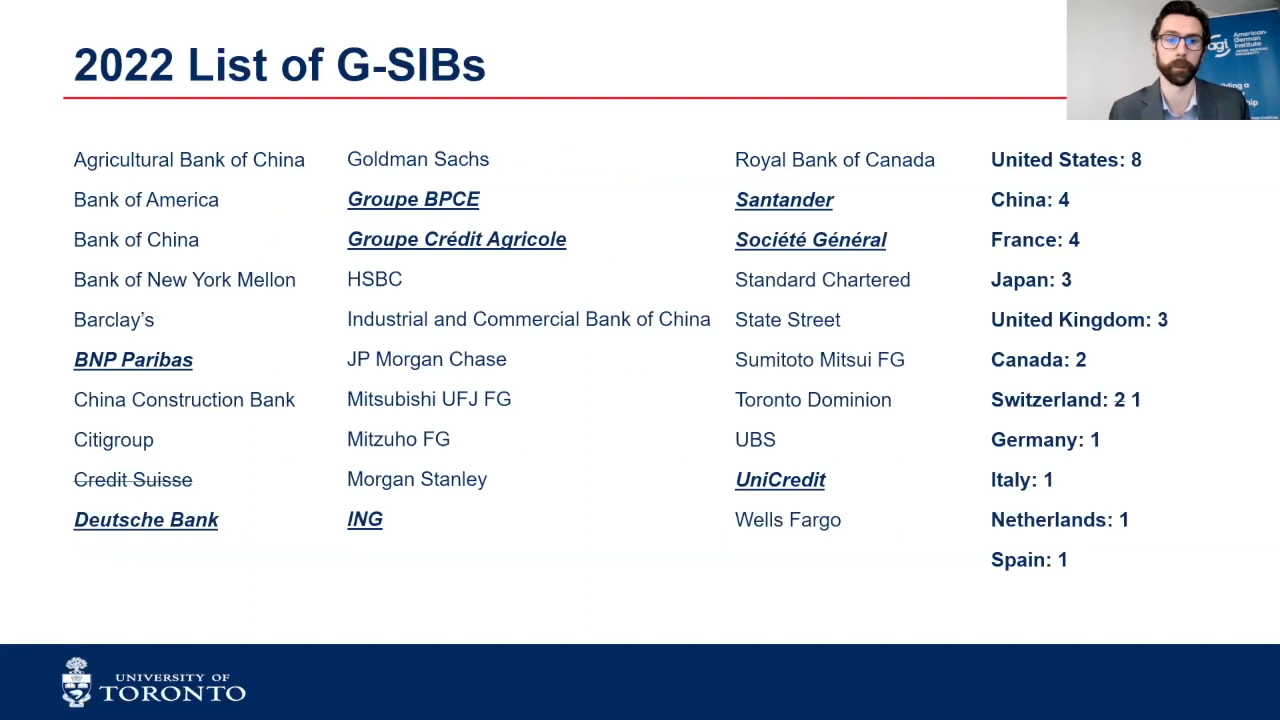 2022 List of G-SIBs
Agricultural Bank of China
Bank of America
Bank of China
Bank of New York Mellon
Barclay’s
BNP Paribas
China Construction Bank
Citigroup
Credit Suisse
Deutsche Bank
Goldman Sachs
Groupe BPCE
Groupe Crédit Agricole
HSBC
Industrial and Commercial Bank of China
JP Morgan Chase
Mitsubishi UFJ FG
Mitzuho FG
Morgan Stanley
ING
Royal Bank of Canada
Santander
Société Général
Standard Chartered
State Street
Sumitoto Mitsui FG
Toronto Dominion
UBS
UniCredit
Wells Fargo
United States: 8
China: 4
France: 4
Japan: 3
United Kingdom: 3
Canada: 2
Switzerland: 2 1
Germany: 1
Italy: 1
Netherlands: 1
Spain: 1
agi
American-
German
Institute
UNIVERSITY OF
TORONTO